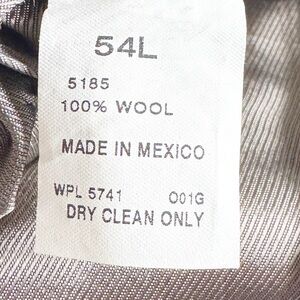 54L
5185
100% WOOL
MADE IN MEXICO
WPL 5741 O01G
DRY CLEAN ONLY